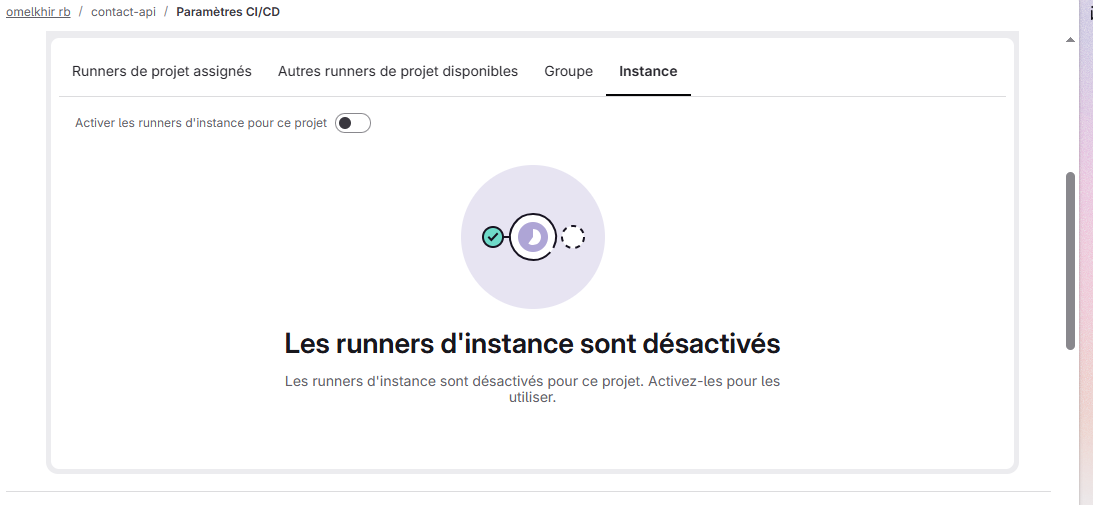 omelkhir rb / contact-api / Paramètres CI/CD
Runners de projet assignés Autres runners de projet disponibles Groupe Instance
Activer les runners d'instance pour ce projet
Les runners d'instance sont désactivés
Les runners d'instance sont désactivés pour ce projet. Activez-les pour les
utiliser.